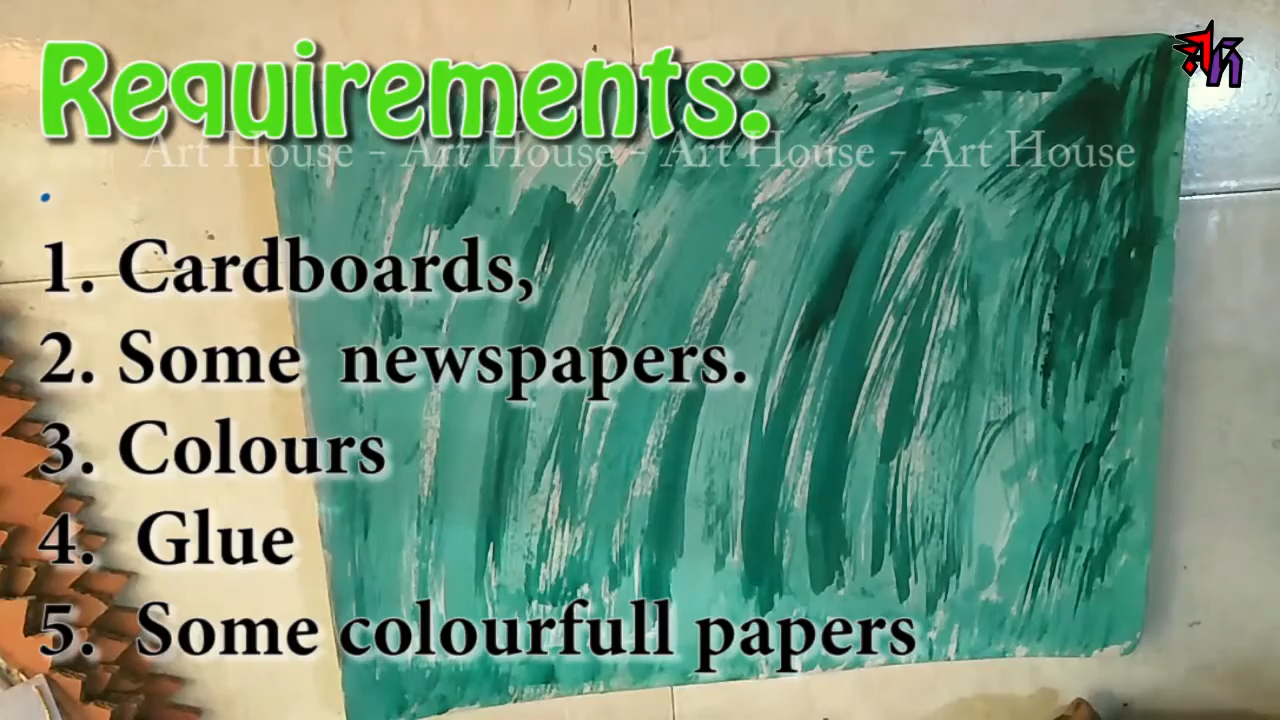 Requirements:
Art House - Art House - Art House - Art House
1. Cardboards,
2. Some newspapers.
3. Colours
4. Glue
5. Some colourfull papers